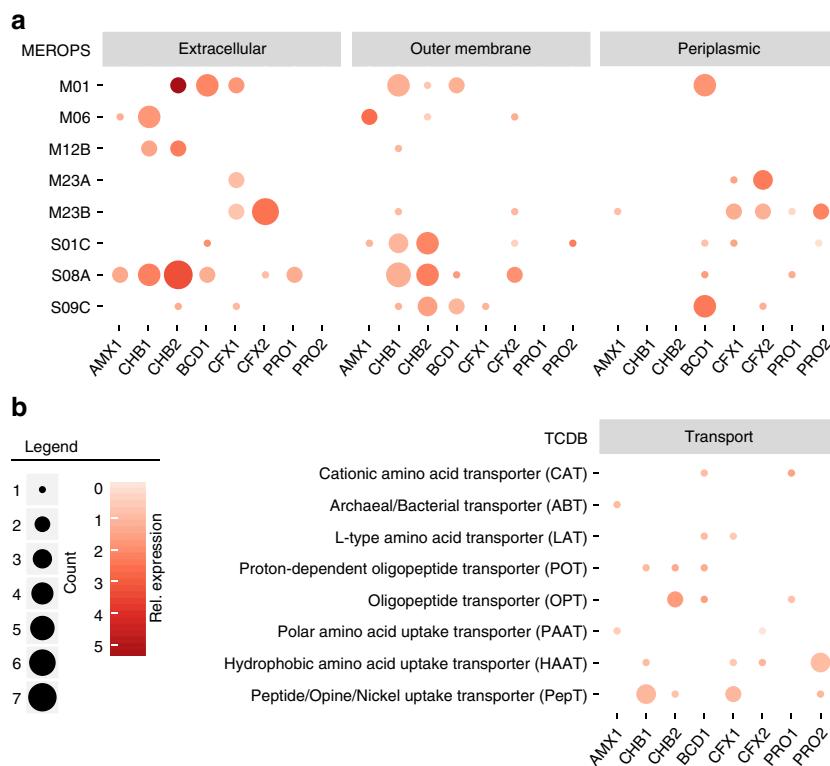 a
MEROPS Extracellular Outer membrane Periplasmic
M01
M06
M12B
M23A
M23B
S01C
S08A
S09C
AMX1 CHB1 CHB2 BCD1 CFX1 CFX2 PRO1 PRO2 AMX1 CHB1 CHB2 BCD1 CFX1 CFX2 PRO1 PRO2 AMX1 CHB1 CHB2 BCD1 CFX1 CFX2 PRO1 PRO2
b
Legend
1
2
3
4
5
6
7
Count
0
1
2
3
4
5
Rel. expression
TCDB Transport
Cationic amino acid transporter (CAT)
Archaeal/Bacterial transporter (ABT)
L-type amino acid transporter (LAT)
Proton-dependent oligopeptide transporter (POT)
Oligopeptide transporter (OPT)
Polar amino acid uptake transporter (PAAT)
Hydrophobic amino acid uptake transporter (HAAT)
Peptide/Opine/Nickel uptake transporter (PepT)
AMX1 CHB1 CHB2 BCD1 CFX1 CFX2 PRO1 PRO2